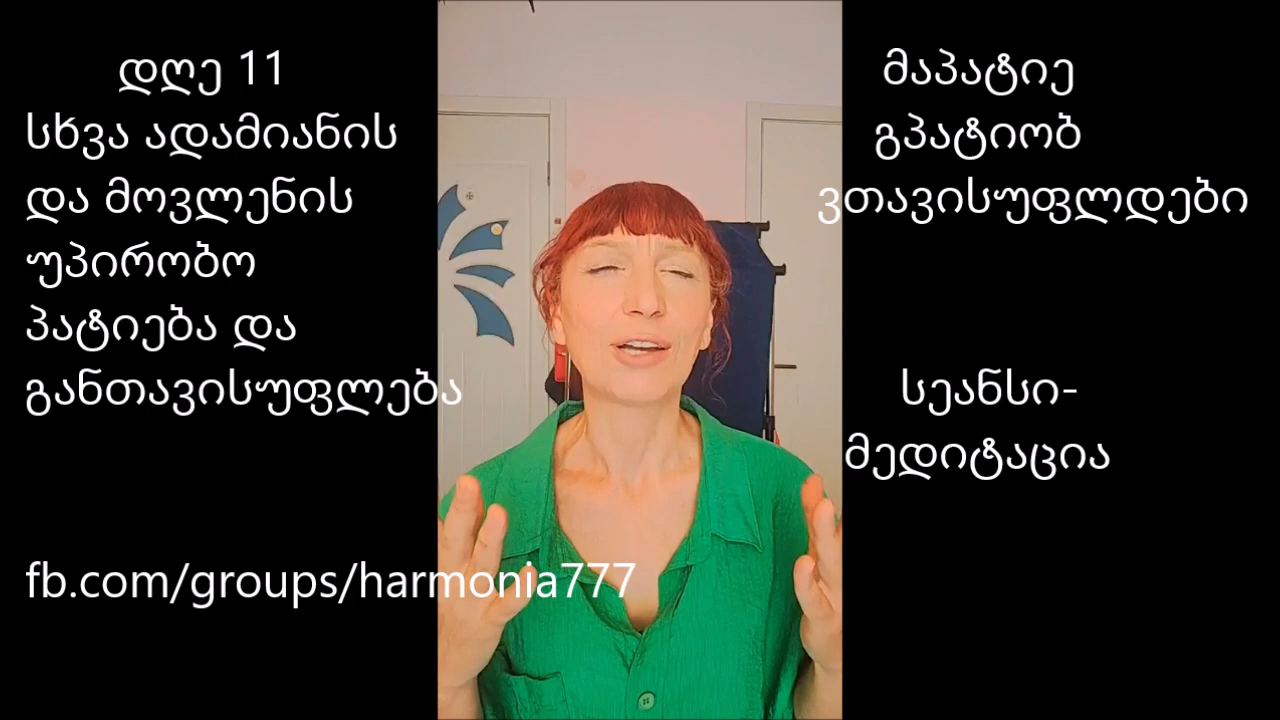 დღე 11
სხვა ადამიანის
და მოვლენის
უპირობო
პატიება და
განთავისუფლება
fb.com/groups/harmonia777
მაპატიე
გპატიობ
ვთავისუფლდები
სეანსი-
მედიტაცია